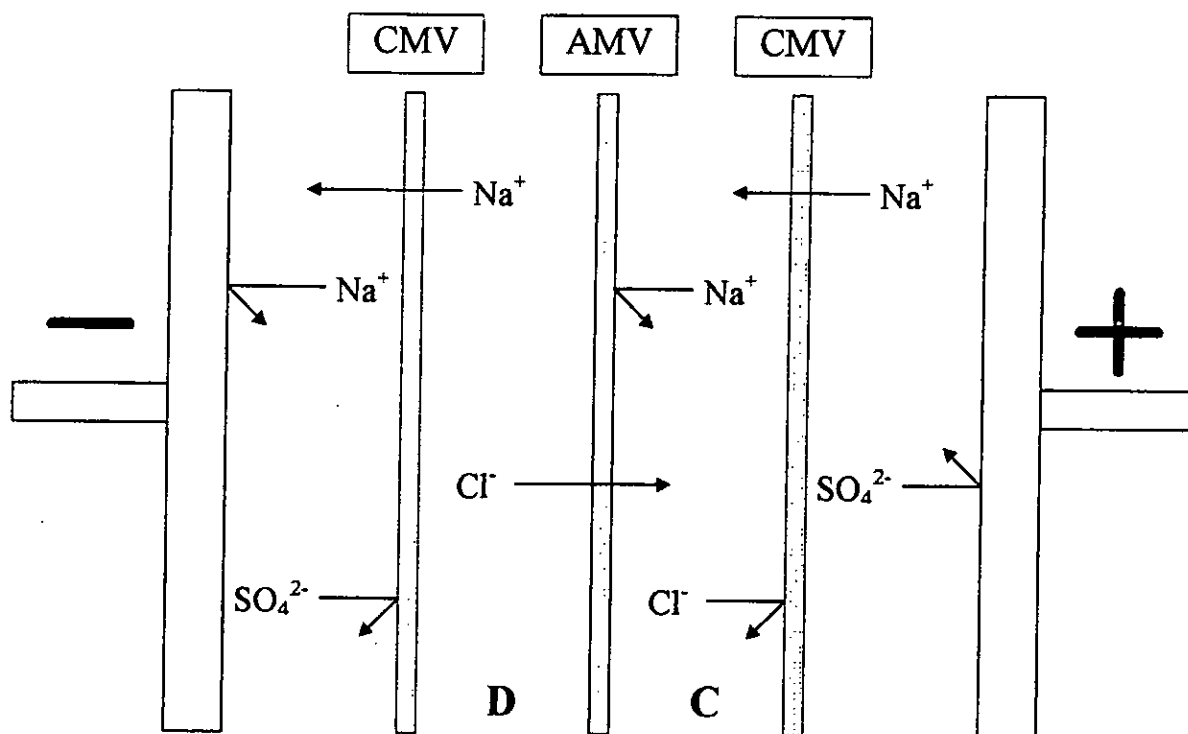 CMV AMV CMV
Na⁺ Na⁺
Na⁺ Na⁺
− +
Cl⁻ SO₄²⁻
SO₄²⁻ Cl⁻
D C